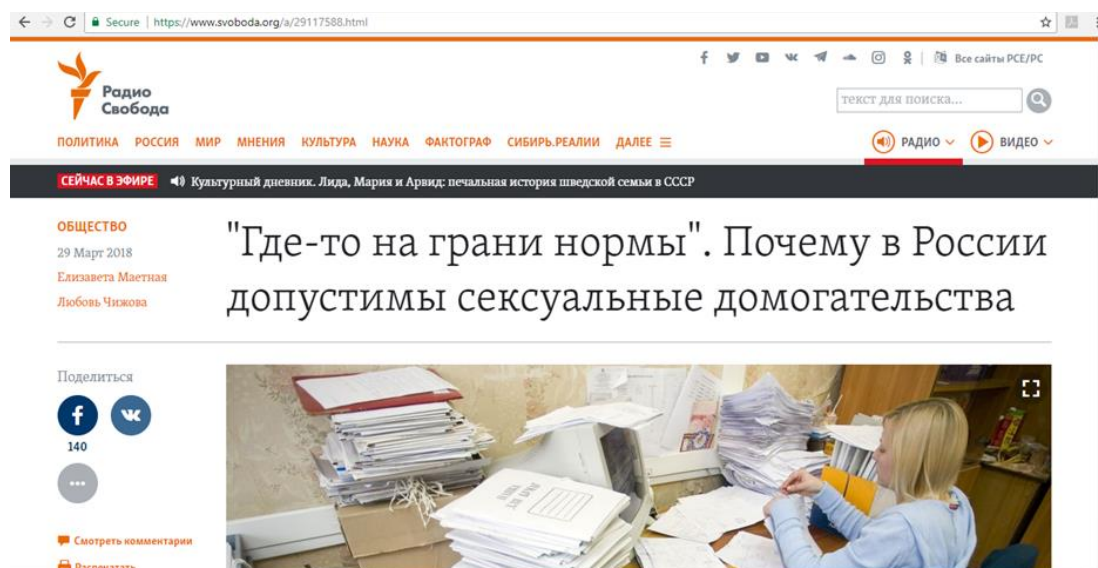 Secure | https://www.svoboda.org/a/29117588.html
Все сайты РСЕ/РС
Радио
Свобода
текст для поиска...
ПОЛИТИКА РОССИЯ МИР МНЕНИЯ КУЛЬТУРА НАУКА ФАКТОГРАФ СИБИРЬ.РЕАЛИИ ДАЛЕЕ
РАДИО ВИДЕО
СЕЙЧАС В ЭФИРЕ Культурный дневник. Лида, Мария и Арвид: печальная история шведской семьи в СССР
ОБЩЕСТВО
29 Март 2018
Елизавета Маетная
Любовь Чижова
"Где-то на грани нормы". Почему в России
допустимы сексуальные домогательства
Поделиться
140
Смотреть комментарии
Распечатать